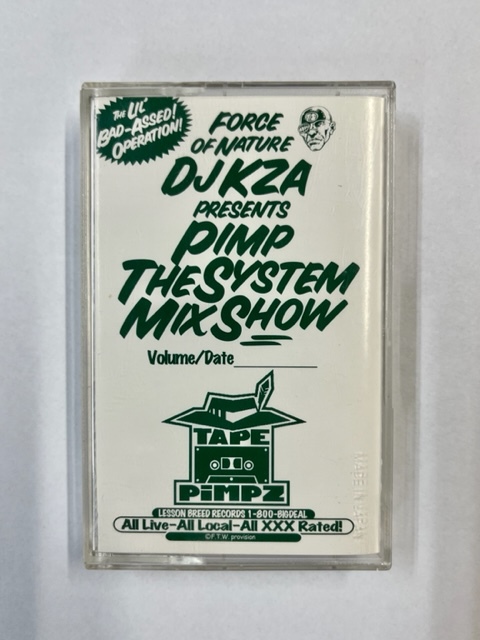 THE LIL'
BAD-ASSED!
OPERATION!
FORCE
OF NATURE
DJ KZA
PRESENTS
PIMP
THE SYSTEM
MIX SHOW
Volume/Date
TAPE
PiMPZ
LESSON BREED RECORDS 1-800-BIGDEAL
All Live-All Local-All XXX Rated!
©F.T.W. provision